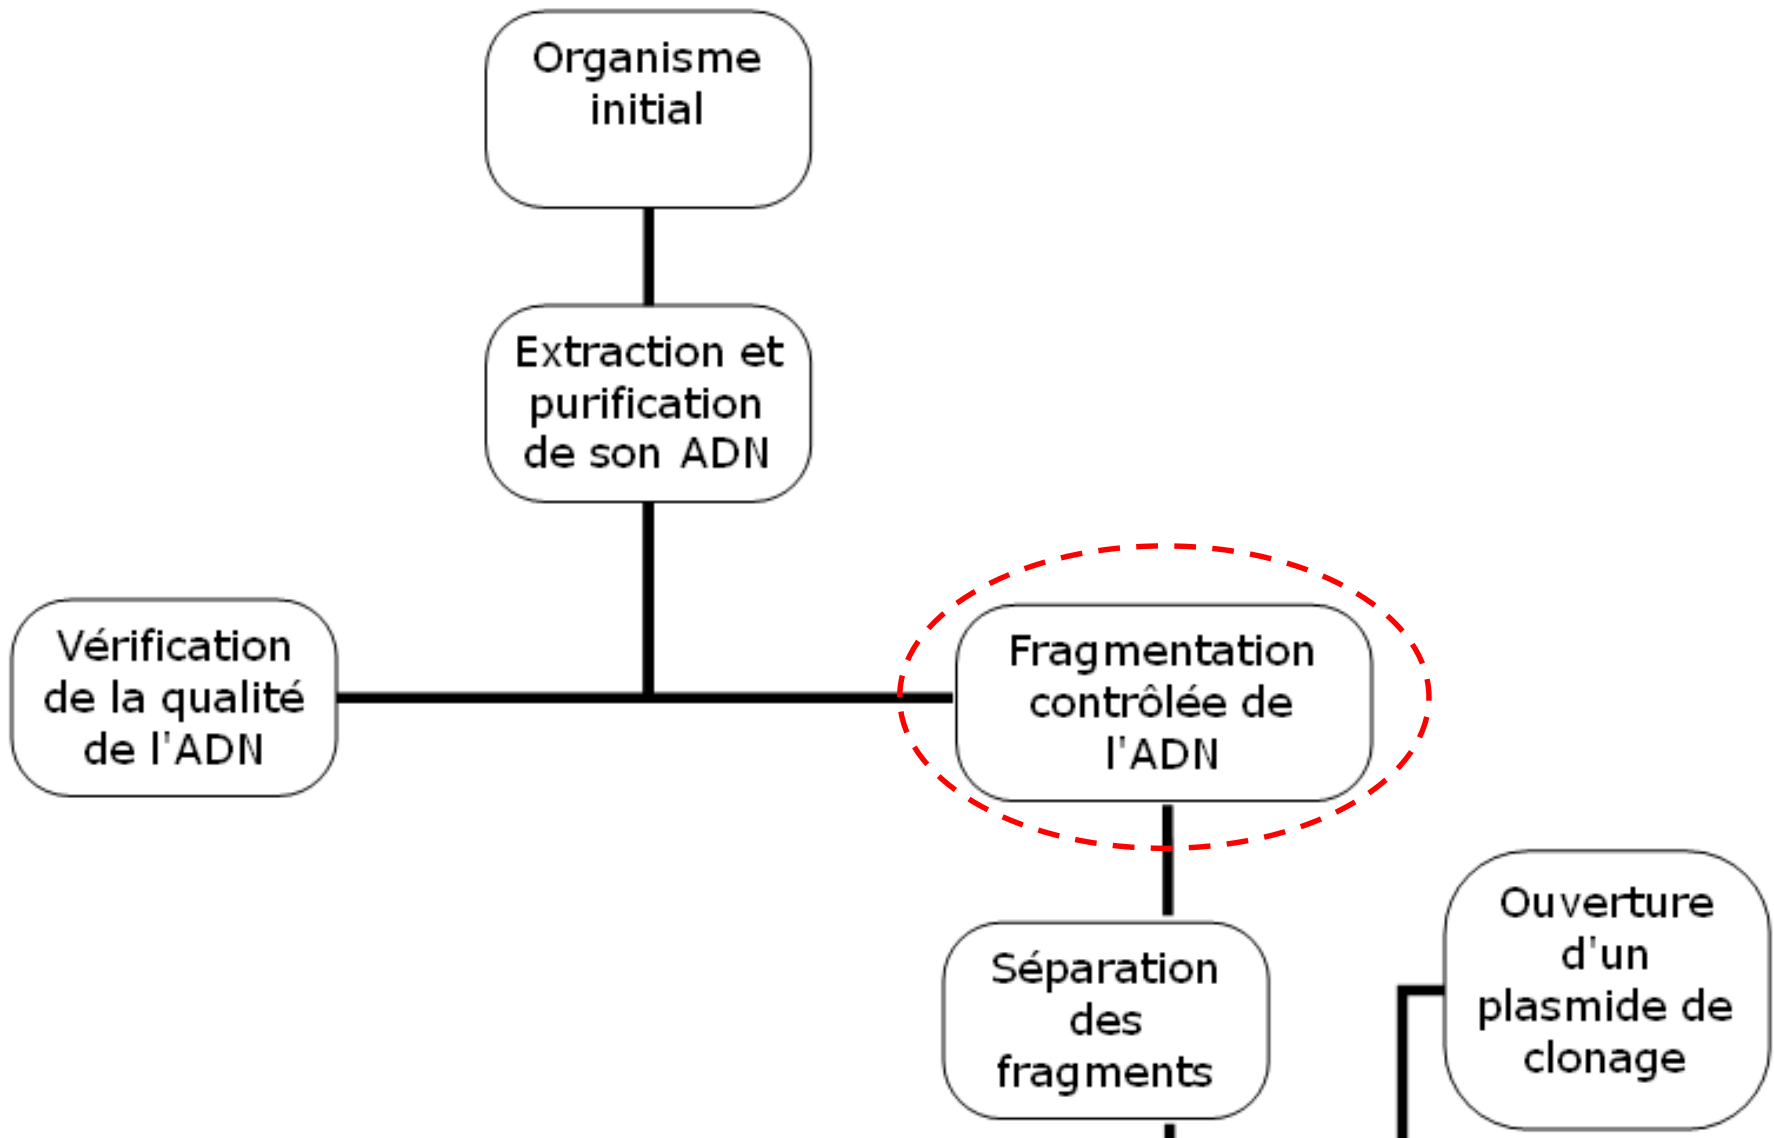 Organisme
initial
Extraction et
purification
de son ADN
Vérification
de la qualité
de l'ADN
Fragmentation
contrôlée de
l'ADN
Séparation
des
fragments
Ouverture
d'un
plasmide de
clonage